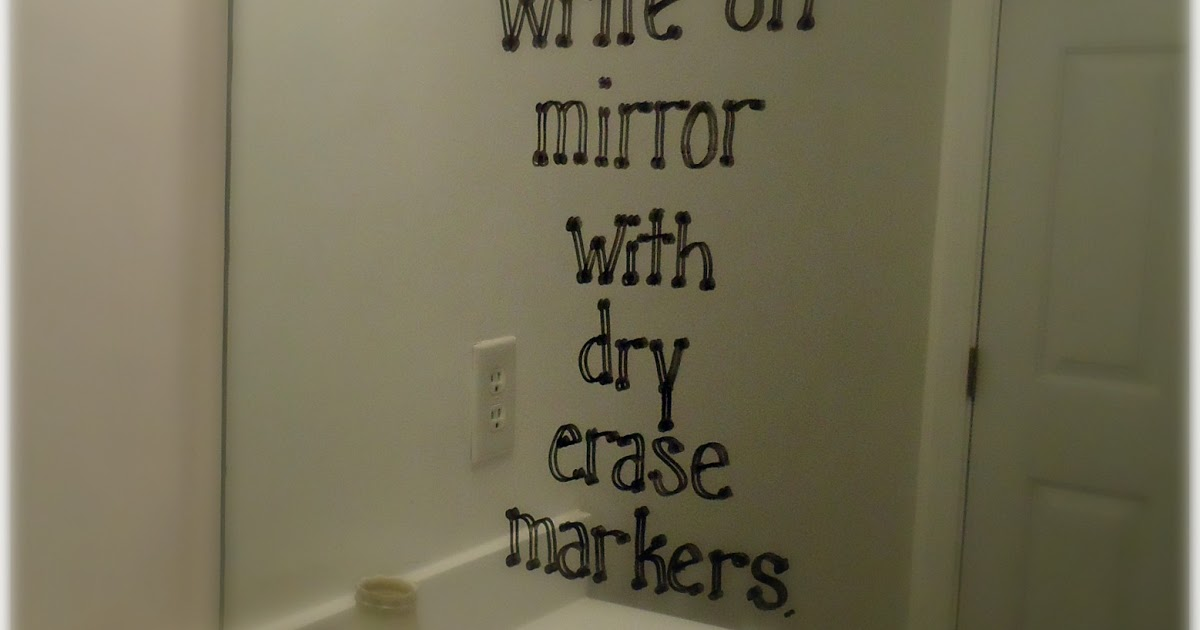 write on
mirror
with
dry
erase
markers.